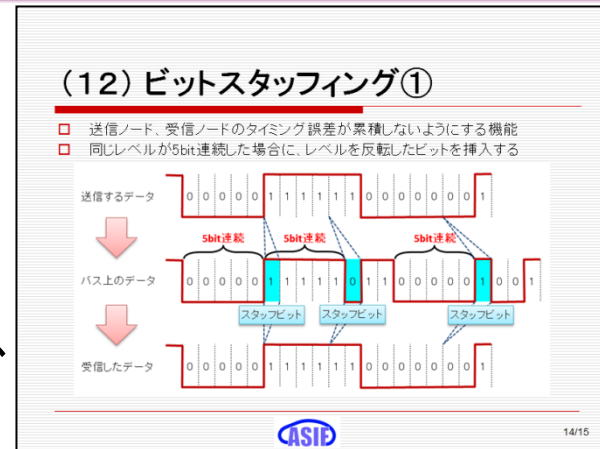 (12) ビットスタッフィング①
送信ノード、受信ノードのタイミング誤差が累積しないようにする機能
同じレベルが5bit連続した場合に、レベルを反転したビットを挿入する
送信するデータ 0 0 0 0 0 1 1 1 1 1 1 0 0 0 0 0 0 0 1
5bit連続 5bit連続 5bit連続
バス上のデータ 0 0 0 0 0 1 1 1 1 1 0 1 1 0 0 0 0 0 1 0 0 1
スタッフビット スタッフビット スタッフビット
受信したデータ 0 0 0 0 0 1 1 1 1 1 1 0 0 0 0 0 0 0 1
ASIF
14/15